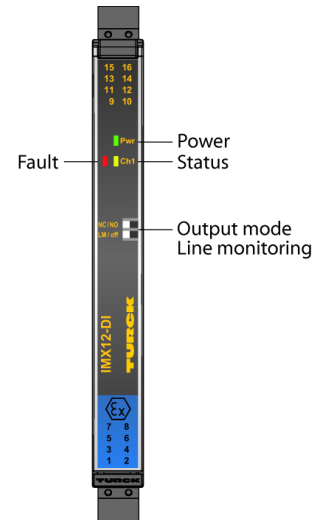 15 16
13 14
11 12
9 10
Pwr
Power
Fault
Ch1
Status
NC/NO
Output mode
LM/off
Line monitoring
IMX12-DI
TURCK
Ex
7 8
5 6
3 4
1 2
TURCK